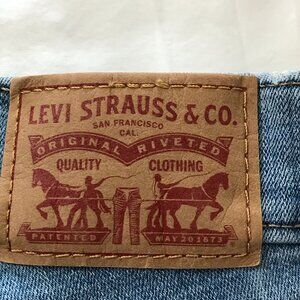 LEVI STRAUSS & CO.
SAN FRANCISCO
CAL.
ORIGINAL RIVETED
QUALITY CLOTHING
PATENTED MAY 20 1873